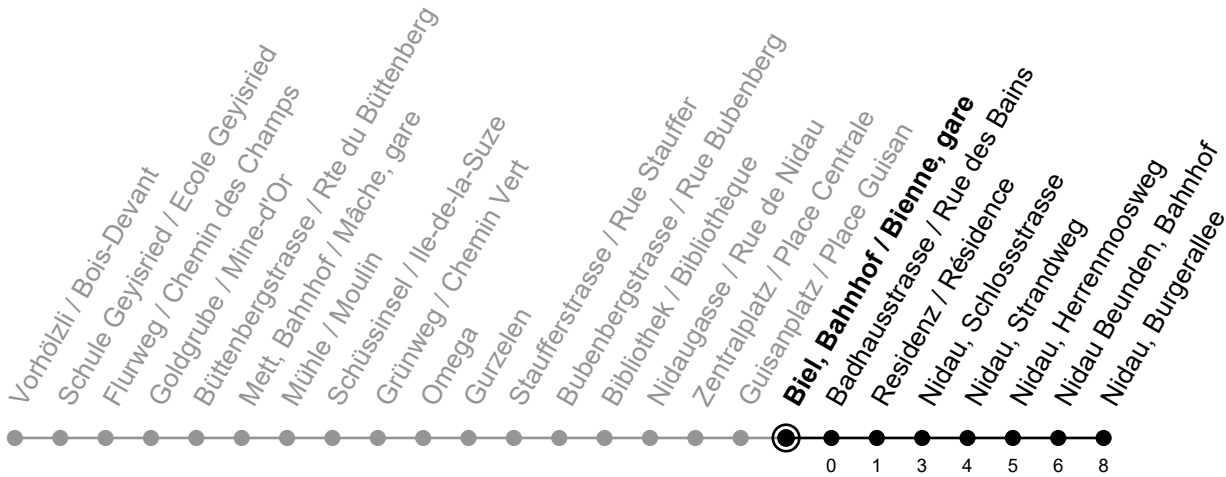 Vorhölzli / Bois-Devant
Schule Geyisried / Ecole Geyisried
Flurweg / Chemin des Champs
Goldgrube / Mine-d'Or
Büttenbergstrasse / Rte du Büttenberg
Mett, Bahnhof / Mâche, gare
Mühle / Moulin
Schüssinsel / Ile-de-la-Suze
Grünweg / Chemin Vert
Omega
Gurzelen
Staufferstrasse / Rue Stauffer
Bubenbergstrasse / Rue Bubenberg
Bibliothek / Bibliothèque
Nidaugasse / Rue de Nidau
Zentralplatz / Place Centrale
Guisanplatz / Place Guisan
Biel, Bahnhof / Bienne, gare
Badhausstrasse / Rue des Bains
Residenz / Résidence
Nidau, Schlossstrasse
Nidau, Strandweg
Nidau, Herrenmoosweg
Nidau Beunden, Bahnhof
Nidau, Burgerallee
0 1 3 4 5 6 8